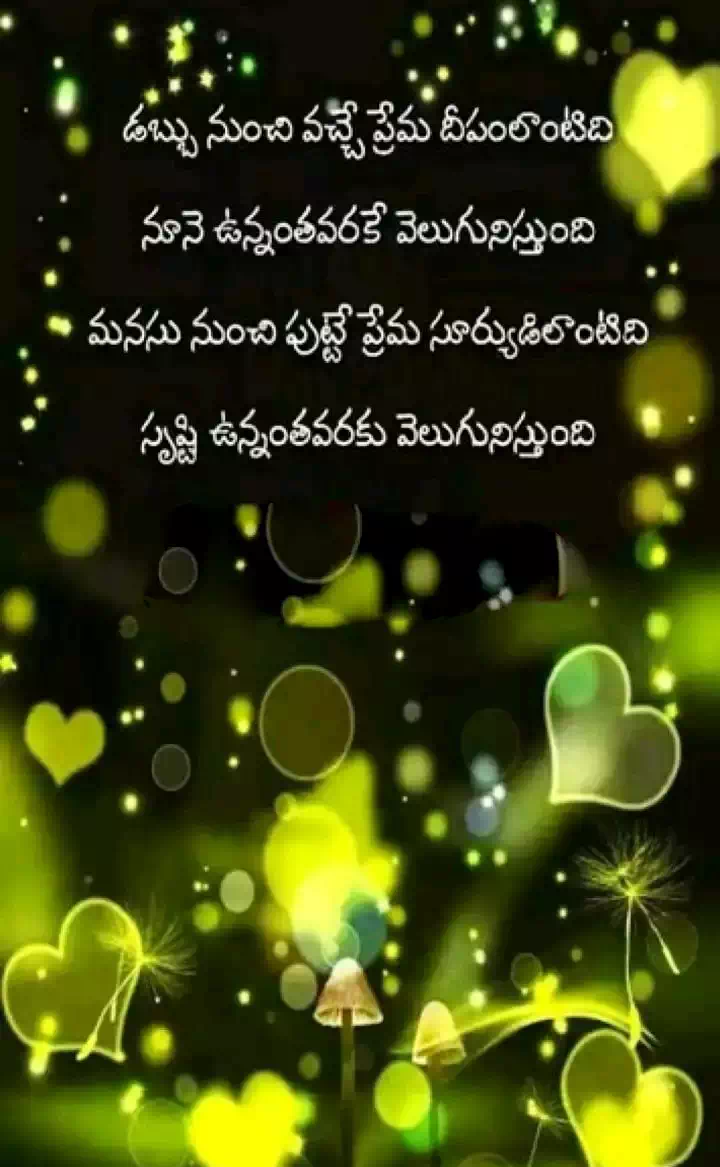 డబ్బు నుంచి వచ్చే ప్రేమ దీపంలాంటిది
నూనె ఉన్నంతవరకే వెలుగునిస్తుంది
మనసు నుంచి పుట్టే ప్రేమ సూర్యుడిలాంటిది
సృష్టి ఉన్నంతవరకు వెలుగునిస్తుంది